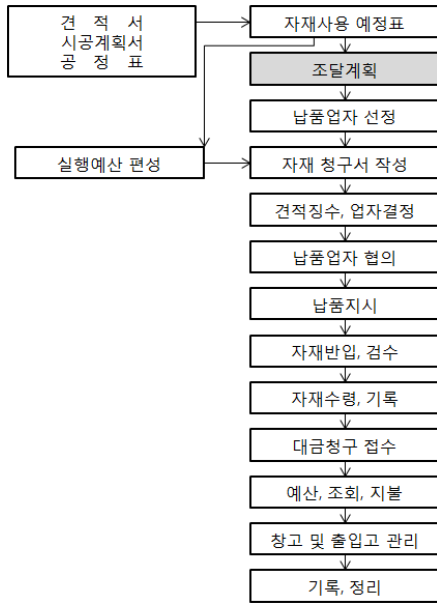 견 적 서
시공계획서
공 정 표
자재사용 예정표
조달계획
납품업자 선정
실행예산 편성
자재 청구서 작성
견적징수, 업자결정
납품업자 협의
납품지시
자재반입, 검수
자재수령, 기록
대금청구 접수
예산, 조회, 지불
창고 및 출입고 관리
기록, 정리